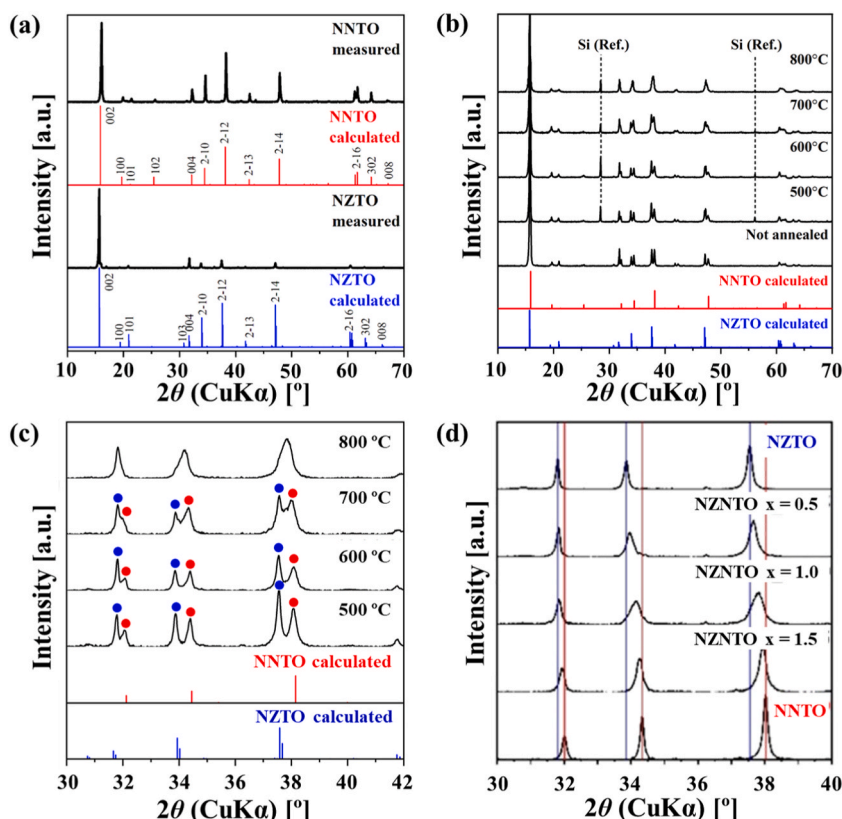 (a)
NNTO
measured
NNTO
calculated
002
100
101
102
004
2-10
2-12
2-13
2-14
2-16
302
008
NZTO
measured
NZTO
calculated
002
100
101
103
004
2-10
2-12
2-13
2-14
2-16
302
008
Intensity [a.u.]
10 20 30 40 50 60 70
2θ (CuKα) [º]
(b)
Si (Ref.)
Si (Ref.)
800°C
700°C
600°C
500°C
Not annealed
NNTO calculated
NZTO calculated
Intensity [a.u.]
10 20 30 40 50 60 70
2θ (CuKα) [º]
(c)
800 ºC
700 ºC
600 ºC
500 ºC
NNTO calculated
NZTO calculated
Intensity [a.u.]
30 32 34 36 38 40 42
2θ (CuKα) [º]
(d)
NZTO
NZNTO x = 0.5
NZNTO x = 1.0
NZNTO x = 1.5
NNTO
Intensity [a.u.]
32 34 36 38 40
2θ (CuKα) [º]